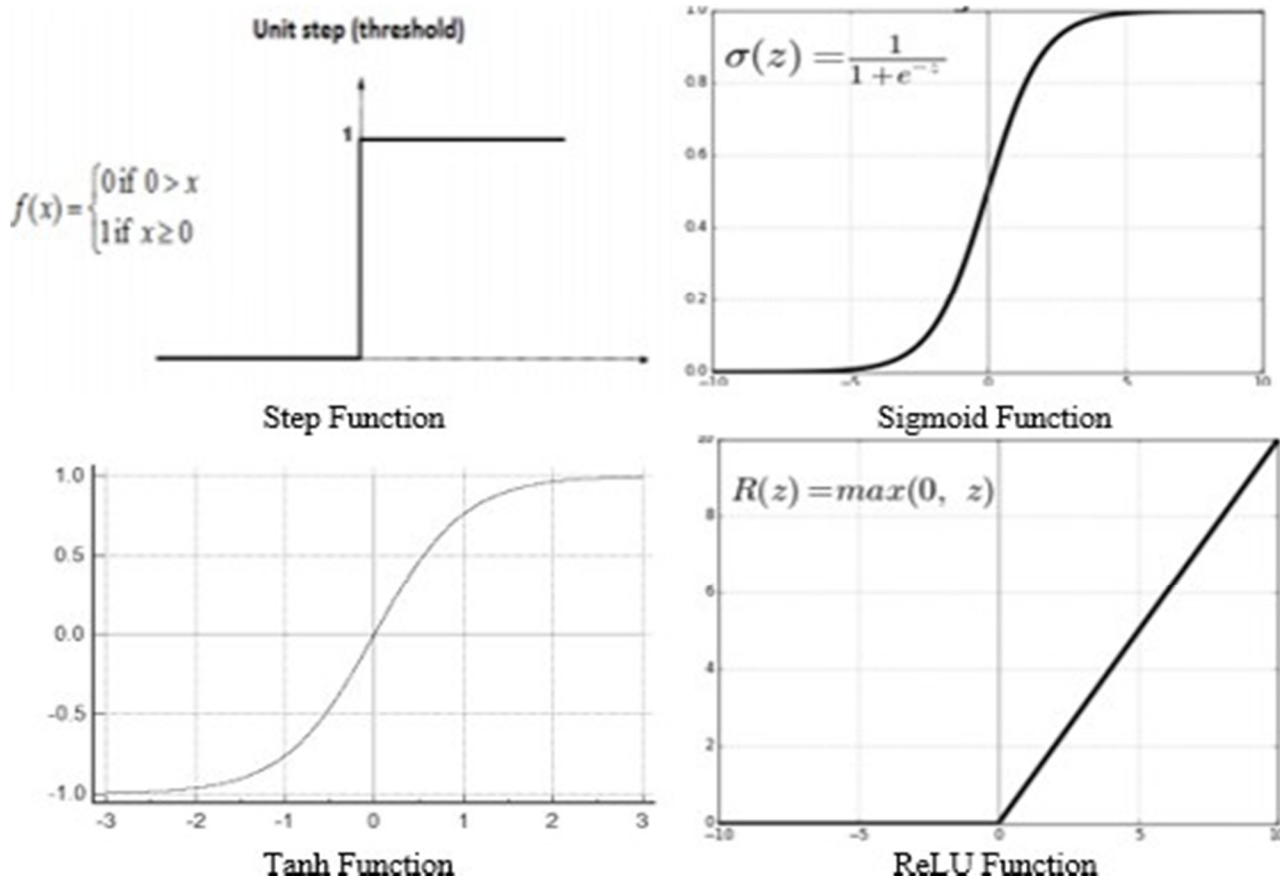 Unit step (threshold)
1
f(x) = {0 if 0 > x
1 if x ≥ 0
Step Function
1.0
σ(z) = 1 / 1 + e^{-z}
0.8
0.6
0.4
0.2
0.0
-10 -5 0 5 10
Sigmoid Function
1.0
0.5
0.0
-0.5
-1.0
-3 -2 -1 0 1 2 3
Tanh Function
10
R(z) = max(0, z)
8
6
4
2
0
-10 -5 0 5 10
ReLU Function